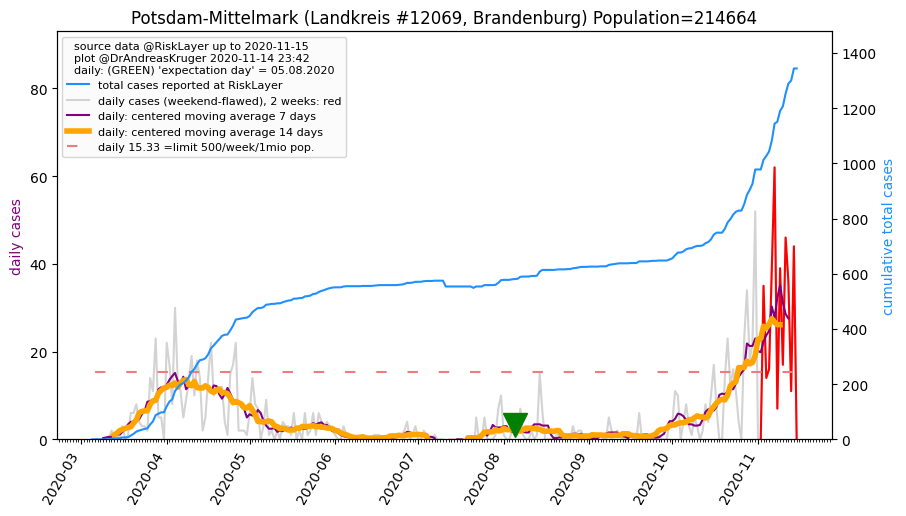 Potsdam-Mittelmark (Landkreis #12069, Brandenburg) Population=214664
source data @RiskLayer up to 2020-11-15
plot @DrAndreasKruger 2020-11-14 23:42
daily: (GREEN) 'expectation day' = 05.08.2020
total cases reported at RiskLayer
daily cases (weekend-flawed), 2 weeks: red
daily: centered moving average 7 days
daily: centered moving average 14 days
daily 15.33 =limit 500/week/1mio pop.
daily cases
80
60
40
20
0
cumulative total cases
1400
1200
1000
800
600
400
200
0
2020-03
2020-04
2020-05
2020-06
2020-07
2020-08
2020-09
2020-10
2020-11